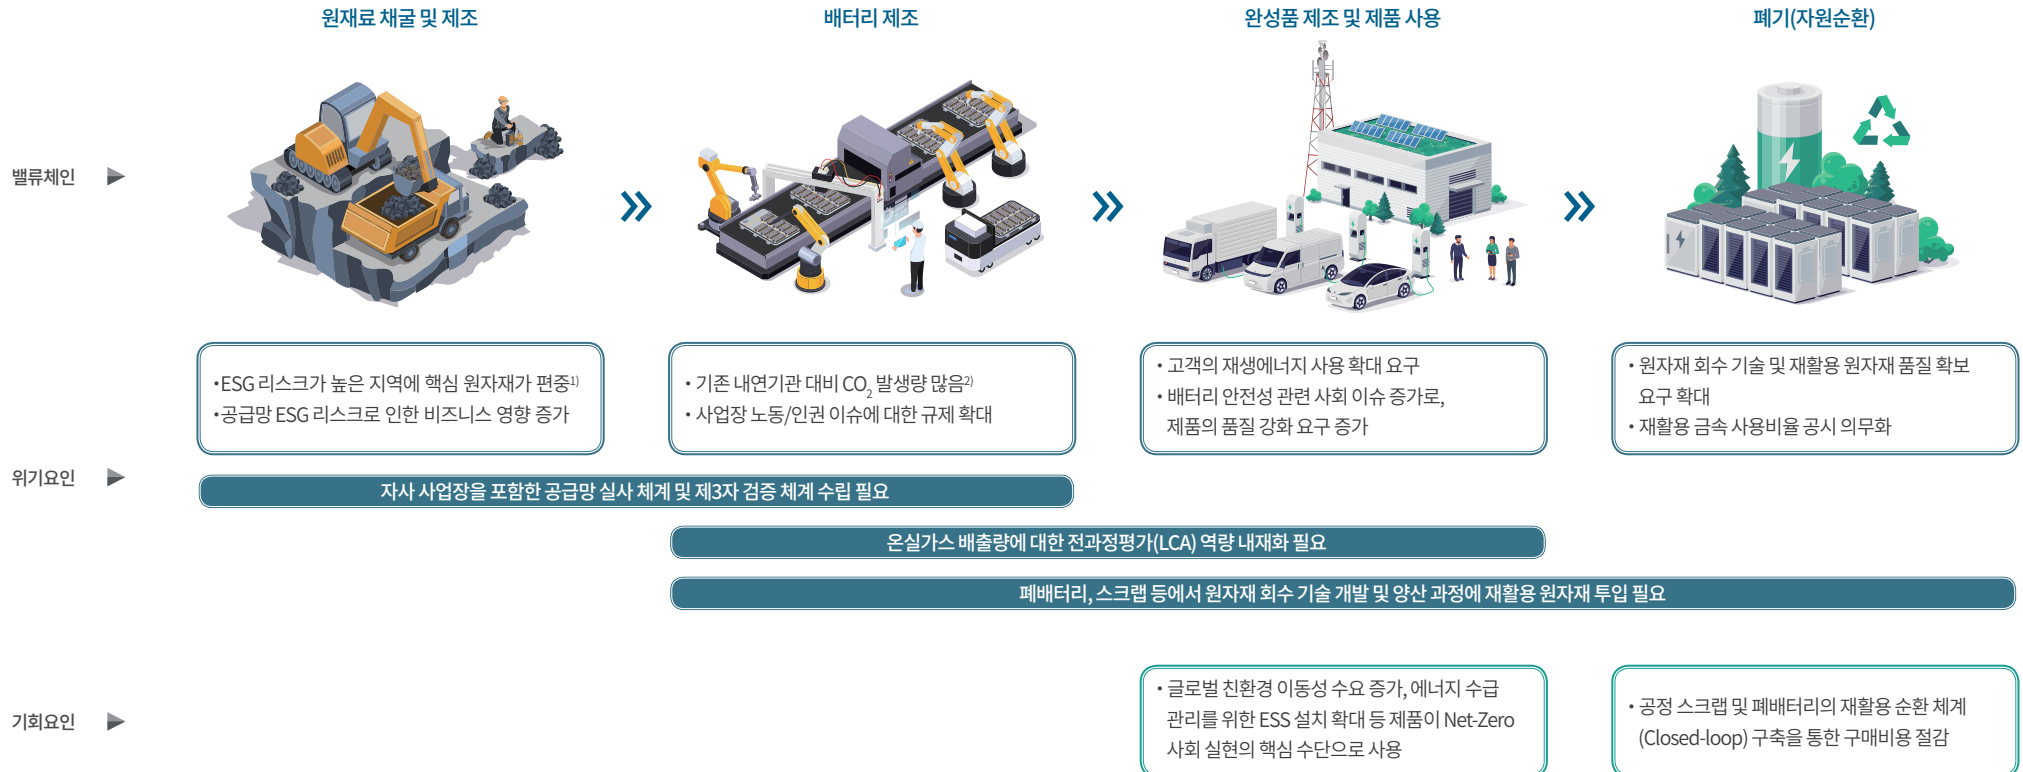 원재료 채굴 및 제조
배터리 제조
완성품 제조 및 제품 사용
폐기(자원순환)
밸류체인
•ESG 리스크가 높은 지역에 핵심 원자재가 편중1)
•공급망 ESG 리스크로 인한 비즈니스 영향 증가
• 기존 내연기관 대비 CO2 발생량 많음2)
• 사업장 노동/인권 이슈에 대한 규제 확대
• 고객의 재생에너지 사용 확대 요구
• 배터리 안전성 관련 사회 이슈 증가로,
제품의 품질 강화 요구 증가
• 원자재 회수 기술 및 재활용 원자재 품질 확보
요구 확대
• 재활용 금속 사용비율 공시 의무화
위기요인
자사 사업장을 포함한 공급망 실사 체계 및 제3자 검증 체계 수립 필요
온실가스 배출량에 대한 전과정평가(LCA) 역량 내재화 필요
폐배터리, 스크랩 등에서 원자재 회수 기술 개발 및 양산 과정에 재활용 원자재 투입 필요
기회요인
• 글로벌 친환경 이동성 수요 증가, 에너지 수급
관리를 위한 ESS 설치 확대 등 제품이 Net-Zero
사회 실현의 핵심 수단으로 사용
• 공정 스크랩 및 폐배터리의 재활용 순환 체계
(Closed-loop) 구축을 통한 구매비용 절감